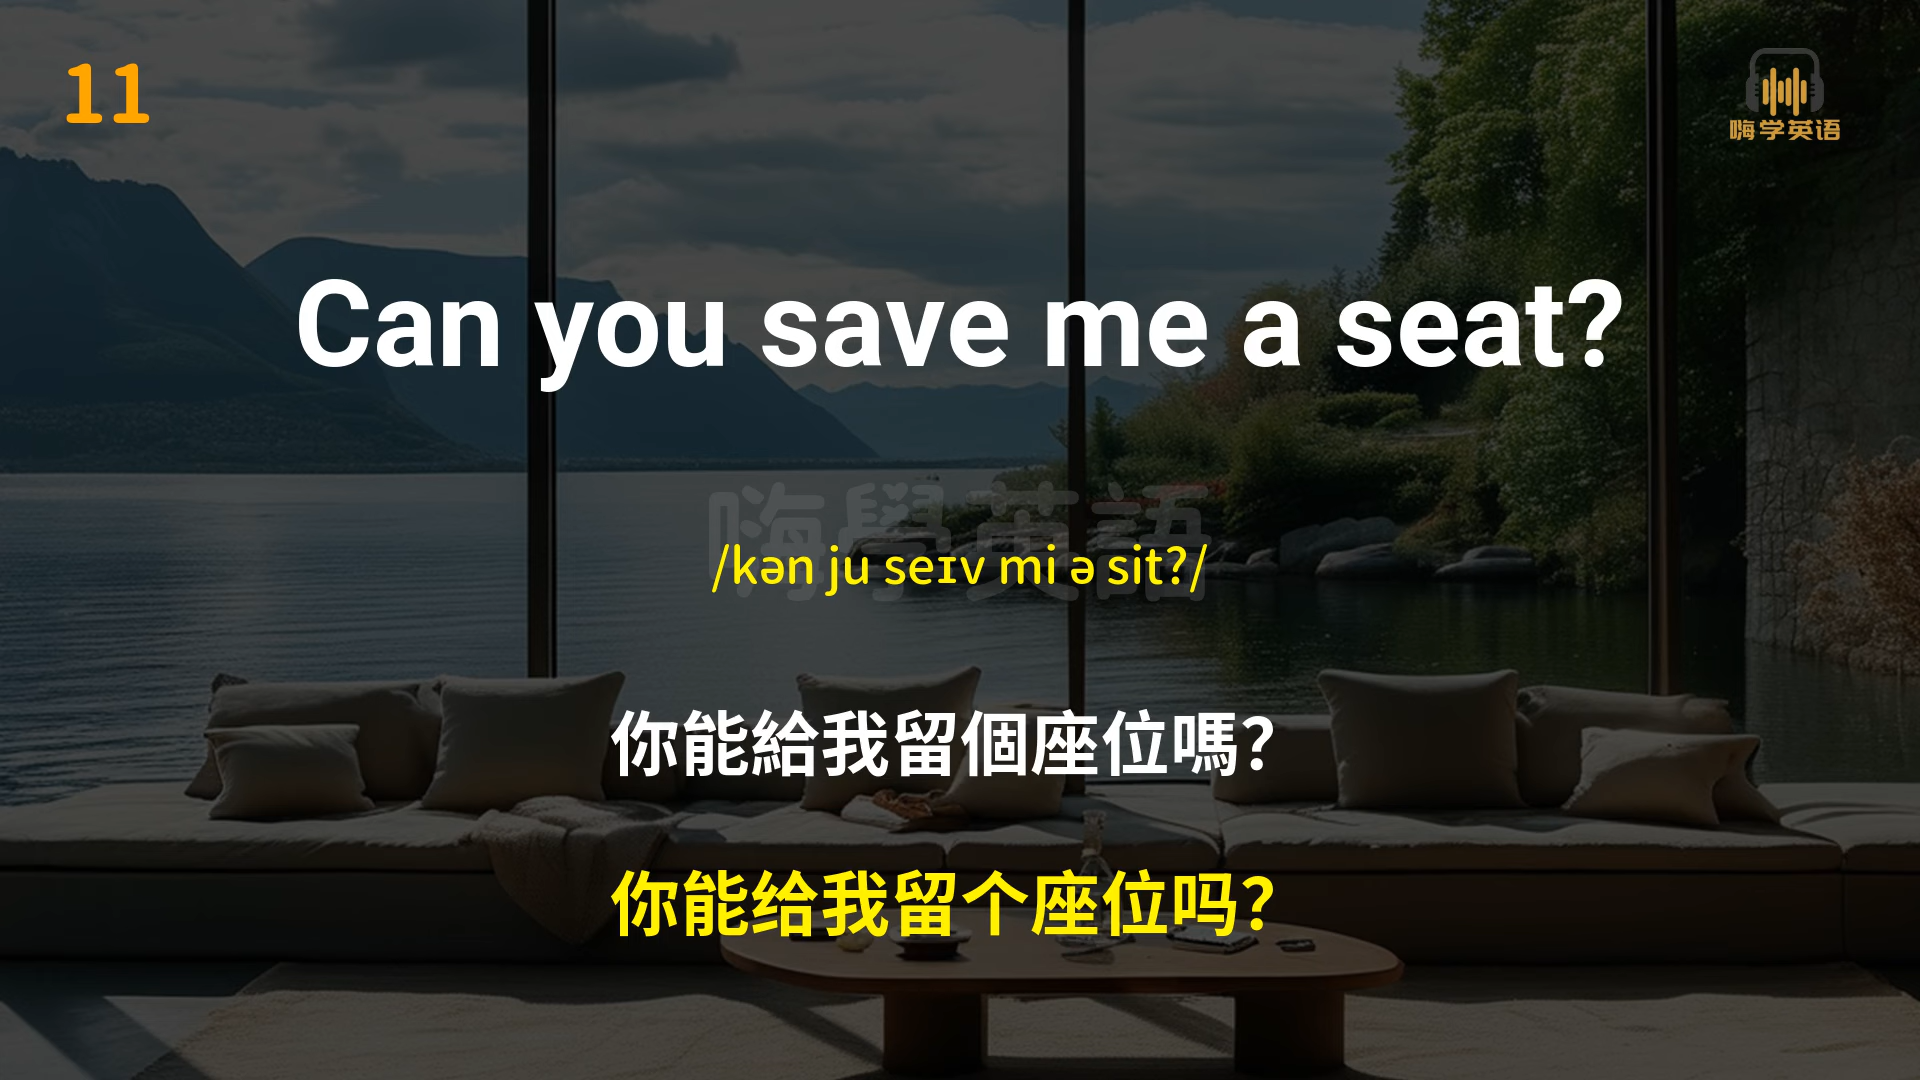 11
嗨学英语
Can you save me a seat?
嗨學英語
/kən ju seɪv mi ə sit?/
你能給我留個座位嗎？
你能给我留个座位吗？